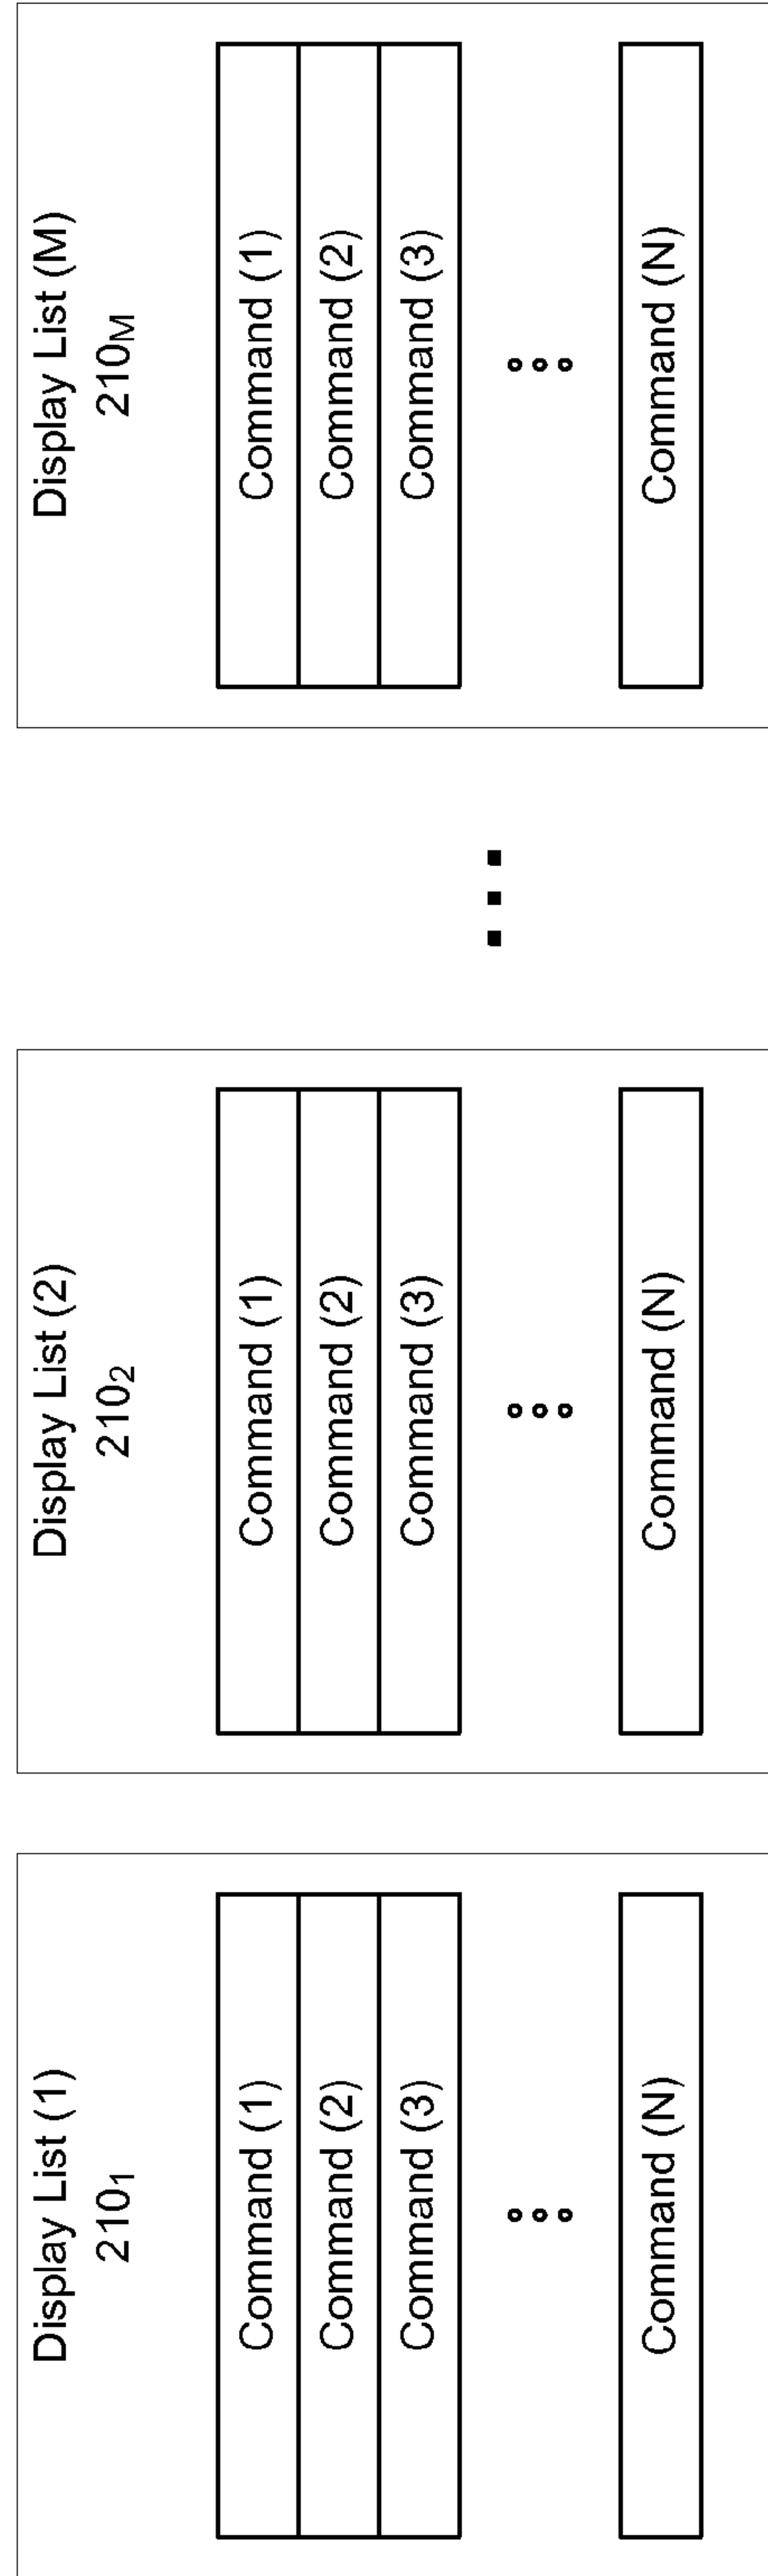 Display List (1)
210₁
Command (1)
Command (2)
Command (3)
Command (N)
Display List (2)
210₂
Command (1)
Command (2)
Command (3)
Command (N)
Display List (M)
210M
Command (1)
Command (2)
Command (3)
Command (N)